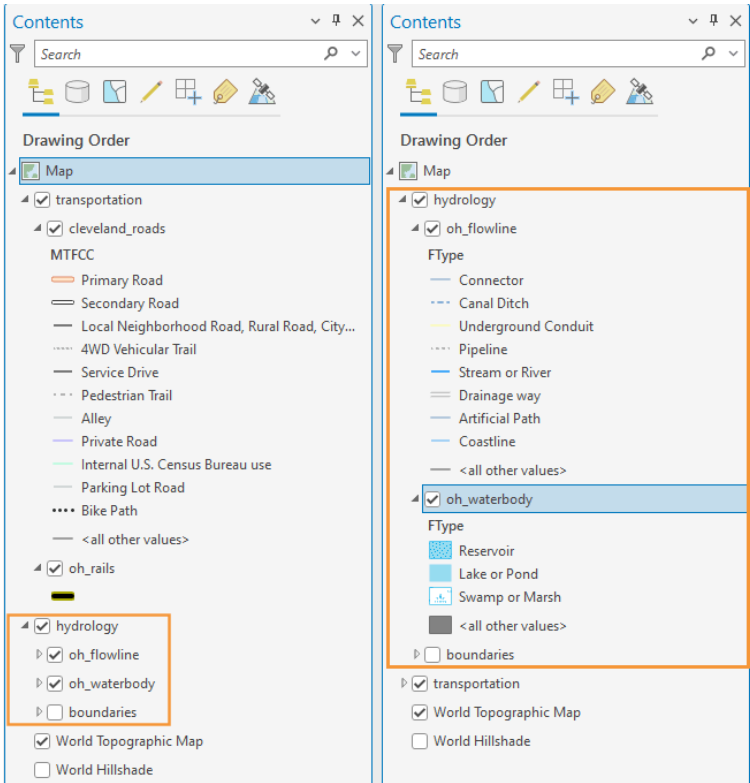 Contents
Search
Drawing Order
Map
transportation
cleveland_roads
MTFCC
Primary Road
Secondary Road
Local Neighborhood Road, Rural Road, City...
4WD Vehicular Trail
Service Drive
Pedestrian Trail
Alley
Private Road
Internal U.S. Census Bureau use
Parking Lot Road
Bike Path
<all other values>
oh_rails
hydrology
oh_flowline
oh_waterbody
boundaries
World Topographic Map
World Hillshade
Contents
Search
Drawing Order
Map
hydrology
oh_flowline
FType
Connector
Canal Ditch
Underground Conduit
Pipeline
Stream or River
Drainage way
Artificial Path
Coastline
<all other values>
oh_waterbody
FType
Reservoir
Lake or Pond
Swamp or Marsh
<all other values>
boundaries
transportation
World Topographic Map
World Hillshade